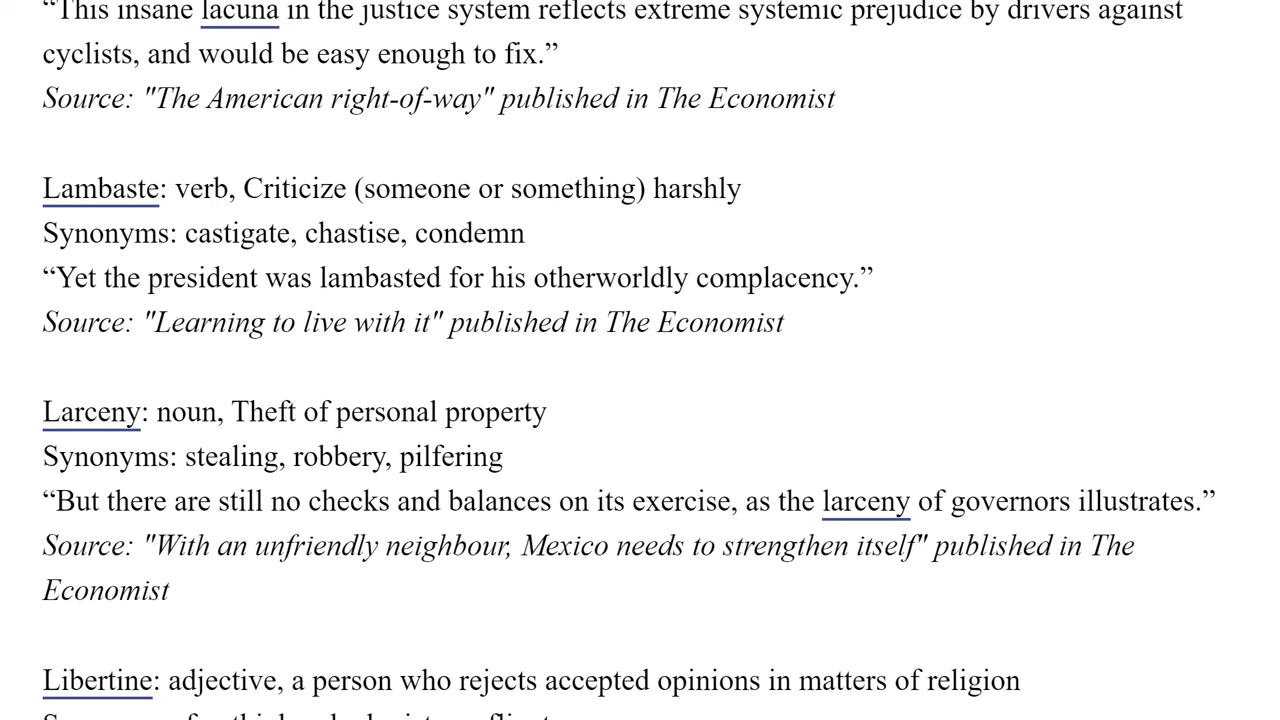 “This insane lacuna in the justice system reflects extreme systemic prejudice by drivers against
cyclists, and would be easy enough to fix.”
Source: "The American right-of-way" published in The Economist
Lambaste: verb, Criticize (someone or something) harshly
Synonyms: castigate, chastise, condemn
“Yet the president was lambasted for his otherworldly complacency.”
Source: "Learning to live with it" published in The Economist
Larceny: noun, Theft of personal property
Synonyms: stealing, robbery, pilfering
“But there are still no checks and balances on its exercise, as the larceny of governors illustrates.”
Source: "With an unfriendly neighbour, Mexico needs to strengthen itself" published in The
Economist
Libertine: adjective, a person who rejects accepted opinions in matters of religion